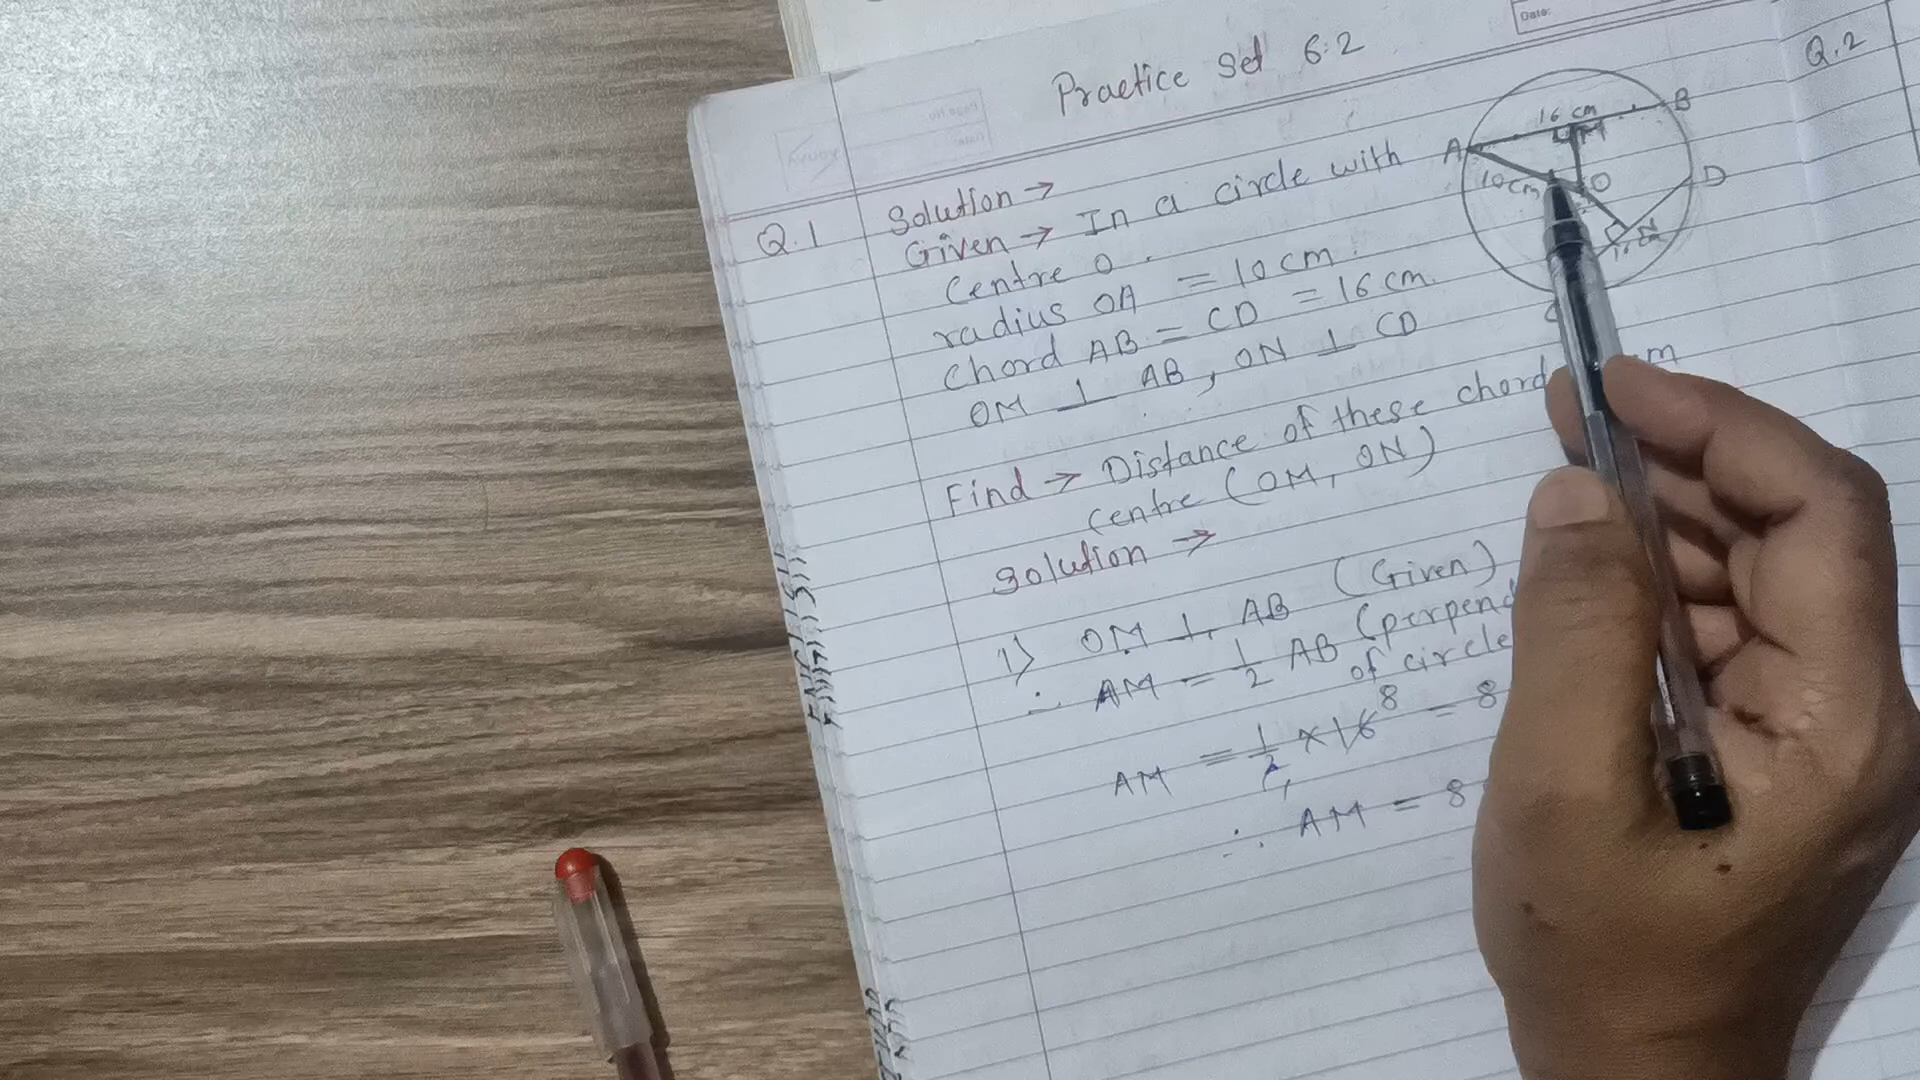 Date:
Practice Set 6.2
Q.2
Q.1 Solution →
Given → In a circle with
Centre O.
radius OA = 10 cm.
Chord AB = CD = 16 cm.
OM ⊥ AB, ON ⊥ CD
Find → Distance of these chord
centre (OM, ON)
Solution →
1) OM ⊥ AB (Given)
∴ AM = 1/2 AB (perpend
of circle
AM = 1/2 × 16 8 = 8
∴ AM = 8
A
16 cm
B
M
10 cm
O
D
N